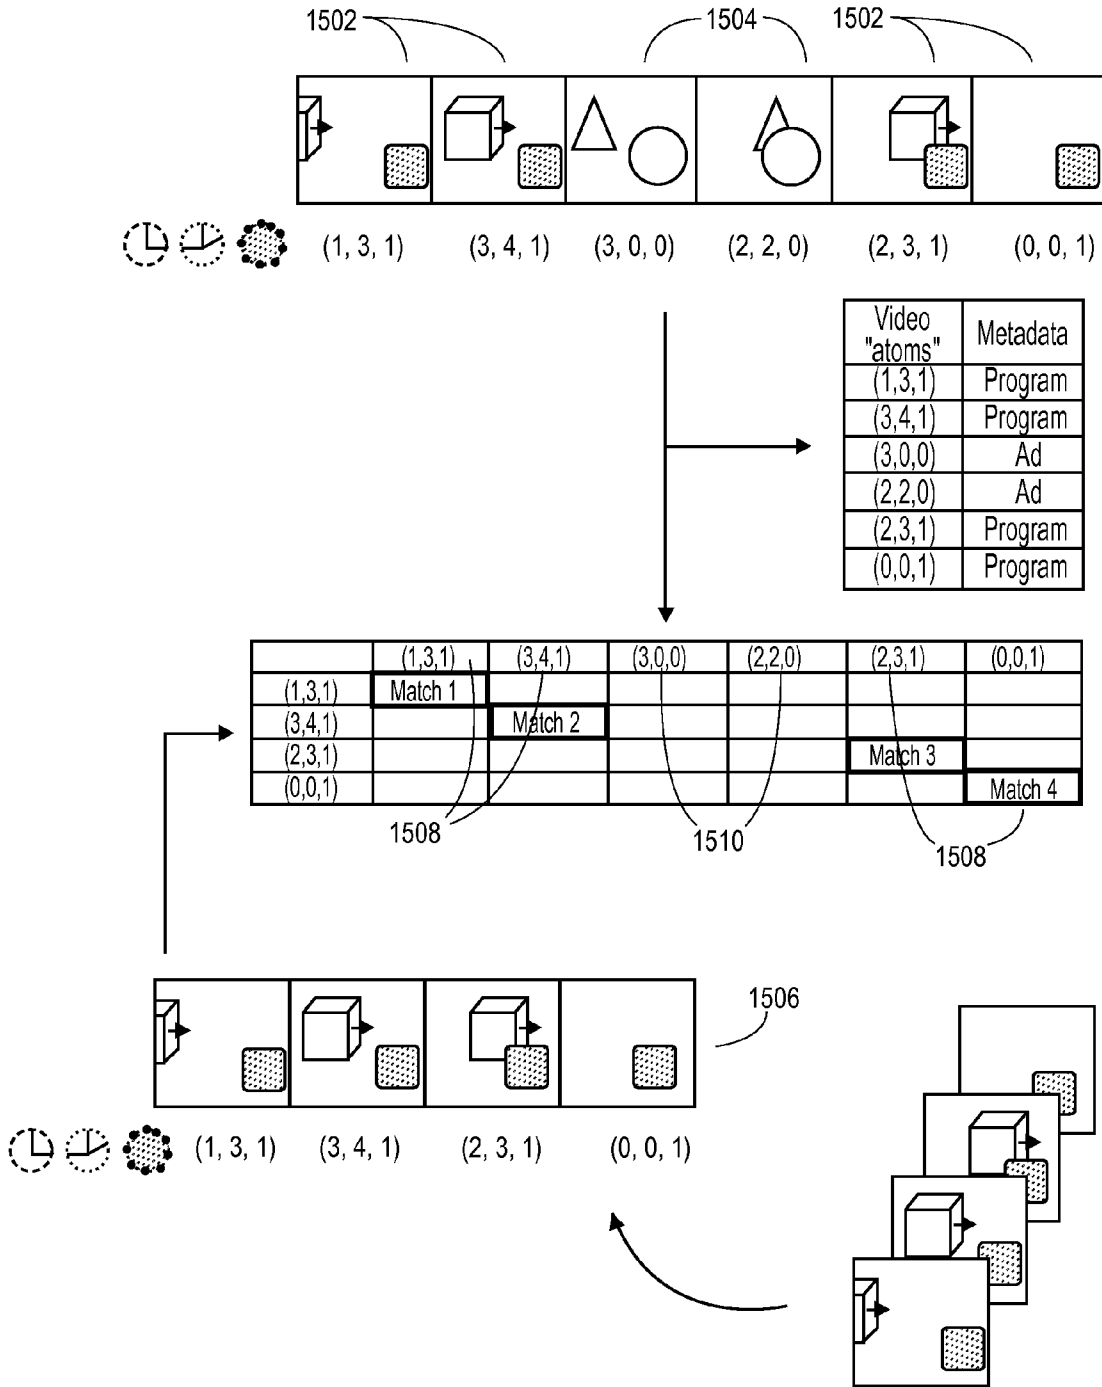 1502 1504 1502
(1, 3, 1) (3, 4, 1) (3, 0, 0) (2, 2, 0) (2, 3, 1) (0, 0, 1)
Video "atoms" Metadata
(1,3,1) Program
(3,4,1) Program
(3,0,0) Ad
(2,2,0) Ad
(2,3,1) Program
(0,0,1) Program
(1,3,1) (3,4,1) (3,0,0) (2,2,0) (2,3,1) (0,0,1)
(1,3,1) Match 1
(3,4,1) Match 2
(2,3,1) Match 3
(0,0,1) Match 4
1508 1510 1508
1506
(1, 3, 1) (3, 4, 1) (2, 3, 1) (0, 0, 1)